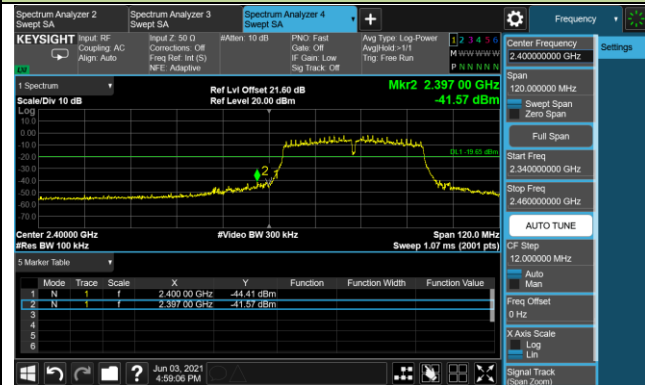 Spectrum Analyzer 2
Swept SA
Spectrum Analyzer 3
Swept SA
Spectrum Analyzer 4
Swept SA
+
Frequency
KEYSIGHT
Input: RF
Coupling: AC
Align: Auto
Input Z: 50 Ω
Corrections: Off
Freq Ref: Int (S)
NFE: Adaptive
#Atten: 10 dB
PNO: Fast
Gate: Off
IF Gain: Low
Sig Track: Off
Avg Type: Log-Power
Avg|Hold:>1/1
Trig: Free Run
1 2 3 4 5 6
M W W W W W
P N N N N N
LXI
1 Spectrum
Scale/Div 10 dB
Ref Lvl Offset 21.60 dB
Ref Level 20.00 dBm
Mkr2 2.397 00 GHz
-41.57 dBm
Log
10.0
0.00
-10.0
-20.0
-30.0
-40.0
-50.0
-60.0
-70.0
DL1 -19.65 dBm
2
1
Center 2.40000 GHz
#Res BW 100 kHz
#Video BW 300 kHz
Span 120.0 MHz
Sweep 1.07 ms (2001 pts)
5 Marker Table
Mode Trace Scale X Y Function Function Width Function Value
1 N 1 f 2.400 00 GHz -44.41 dBm
2 N 1 f 2.397 00 GHz -41.57 dBm
3
4
5
6
Jun 03, 2021
4:59:06 PM
?
Center Frequency
2.400000000 GHz
Settings
Span
120.000000 MHz
Swept Span
Zero Span
Full Span
Start Freq
2.340000000 GHz
Stop Freq
2.460000000 GHz
AUTO TUNE
CF Step
12.000000 MHz
Auto
Man
Freq Offset
0 Hz
X Axis Scale
Log
Lin
Signal Track
(Span Zoom)